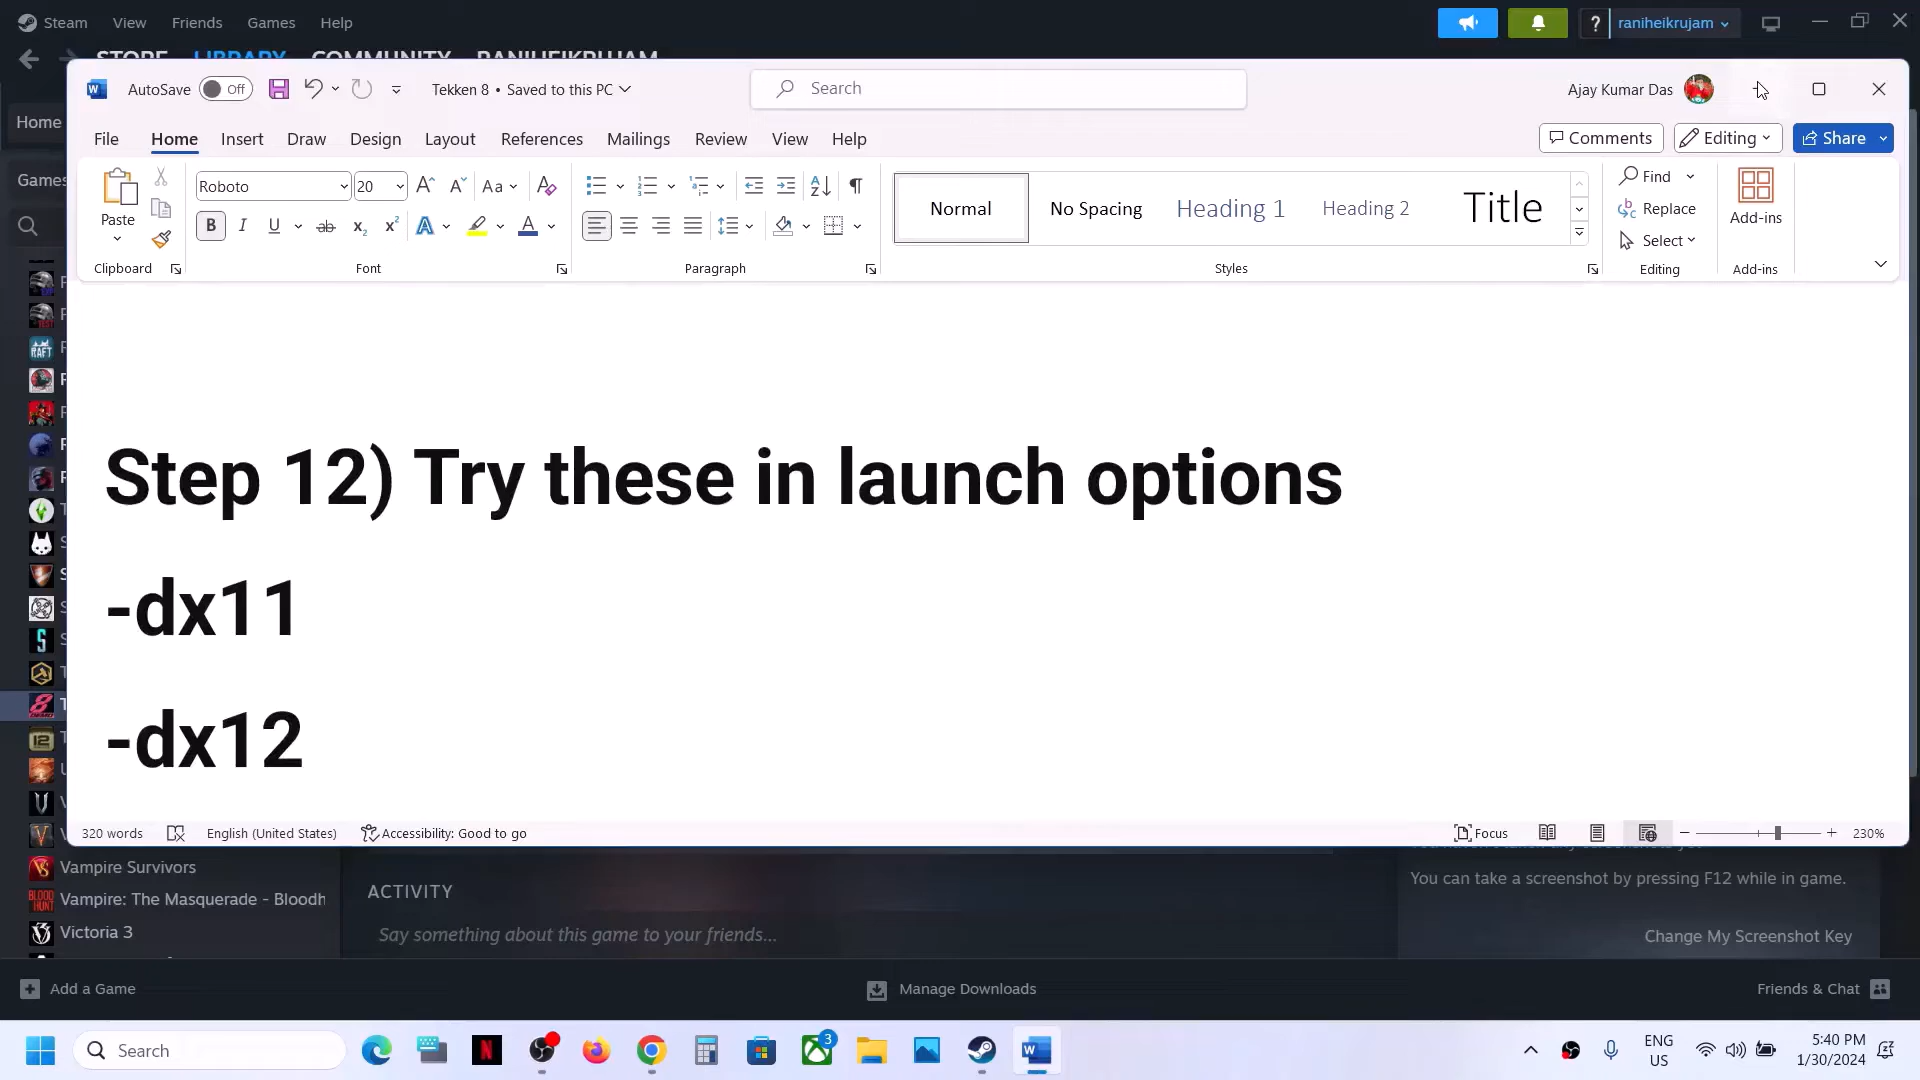 Steam View Friends Games Help
raniheikrujam
STORE LIBRARY COMMUNITY RANIHEIKRUJAM
AutoSave Off Tekken 8 • Saved to this PC
Search
Ajay Kumar Das
File Home Insert Draw Design Layout References Mailings Review View Help
Comments Editing Share
Home
Games
Paste
Clipboard
Roboto 20
Font
Paragraph
Normal No Spacing Heading 1 Heading 2 Title
Styles
Find
Replace
Select
Editing
Add-ins
Add-ins
Step 12) Try these in launch options
-dx11
-dx12
320 words English (United States) Accessibility: Good to go
Focus 230%
Vampire Survivors
Vampire: The Masquerade - Bloodh
Victoria 3
ACTIVITY
Say something about this game to your friends...
You can take a screenshot by pressing F12 while in game.
Change My Screenshot Key
Add a Game
Manage Downloads
Friends & Chat
Search
3
ENG
US
5:40 PM
1/30/2024